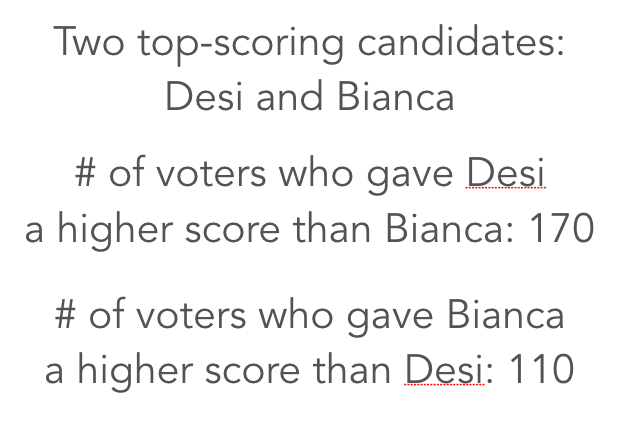 Two top-scoring candidates:
Desi and Bianca
# of voters who gave Desi
a higher score than Bianca: 170
# of voters who gave Bianca
a higher score than Desi: 110